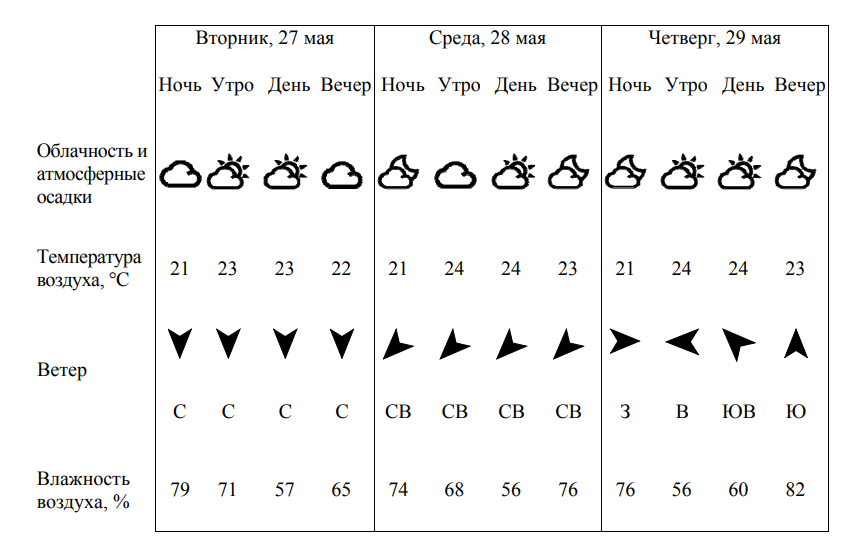 Вторник, 27 мая Среда, 28 мая Четверг, 29 мая
Ночь Утро День Вечер Ночь Утро День Вечер Ночь Утро День Вечер
Облачность и
атмосферные
осадки
Температура
воздуха, °C 21 23 23 22 21 24 24 23 21 24 24 23
Ветер
С С С С СВ СВ СВ СВ З В ЮВ Ю
Влажность
воздуха, % 79 71 57 65 74 68 56 76 76 56 60 82